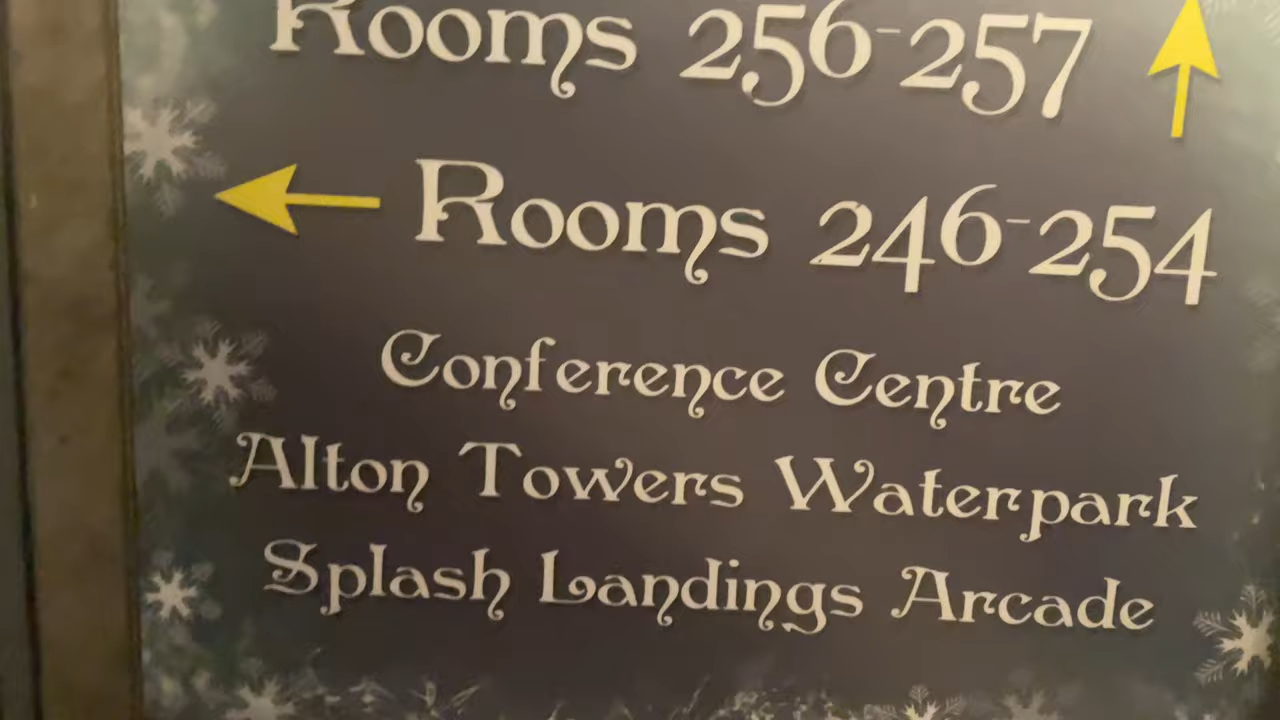 Rooms 256-257
Rooms 246-254
Conference Centre
Alton Towers Waterpark
Splash Landings Arcade